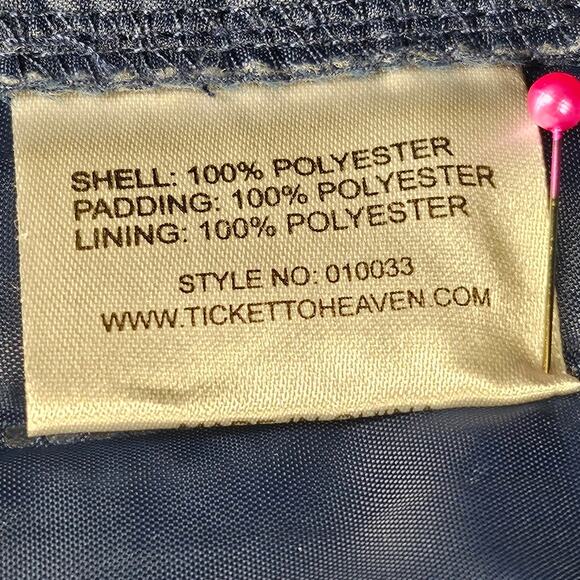 SHELL: 100% POLYESTER
PADDING: 100% POLYESTER
LINING: 100% POLYESTER
STYLE NO: 010033
WWW.TICKETTOHEAVEN.COM